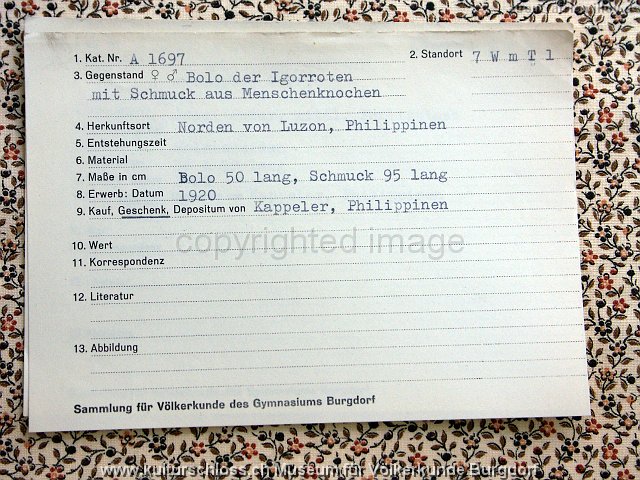 1. Kat. Nr. A 1697 2. Standort 7 W m T l
3. Gegenstand ♀ ♂ Bolo der Igorroten
mit Schmuck aus Menschenknochen
4. Herkunftsort Norden von Luzon, Philippinen
5. Entstehungszeit
6. Material
7. Maße in cm Bolo 50 lang, Schmuck 95 lang
8. Erwerb: Datum 1920
9. Kauf, Geschenk, Depositum von Kappeler, Philippinen
copyrighted image
10. Wert
11. Korrespondenz
12. Literatur
13. Abbildung
Sammlung für Völkerkunde des Gymnasiums Burgdorf
www.kulturschloss.ch Museum für Völkerkunde Burgdorf